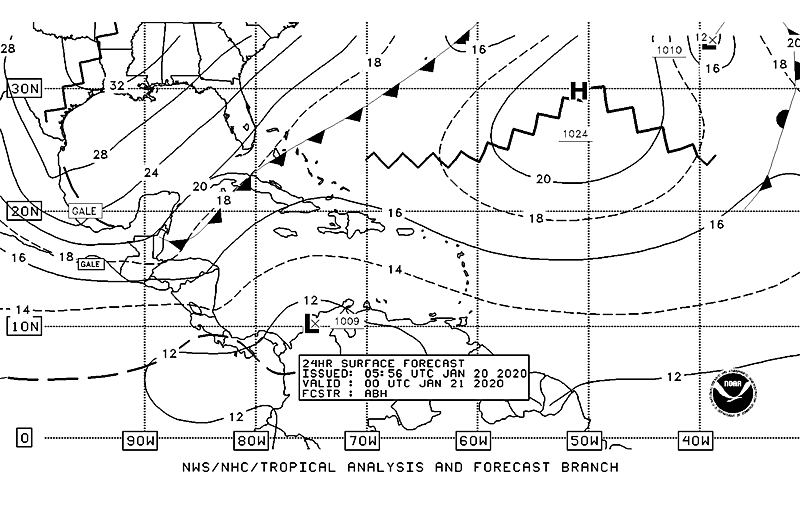 12
20
28
16
1010
18
16
18
32
30N
H
1024
28
24
20
20
18
GALE
20N
16
18
16
16
18
GALE
14
14
12
10N
L
1009
12
24HR SURFACE FORECAST
ISSUED: 05:56 UTC JAN 20 2020
VALID : 00 UTC JAN 21 2020
FCSTR : ABH
12
NOAA
12
0
90W
80W
70W
60W
50W
40W
NWS/NHC/TROPICAL ANALYSIS AND FORECAST BRANCH